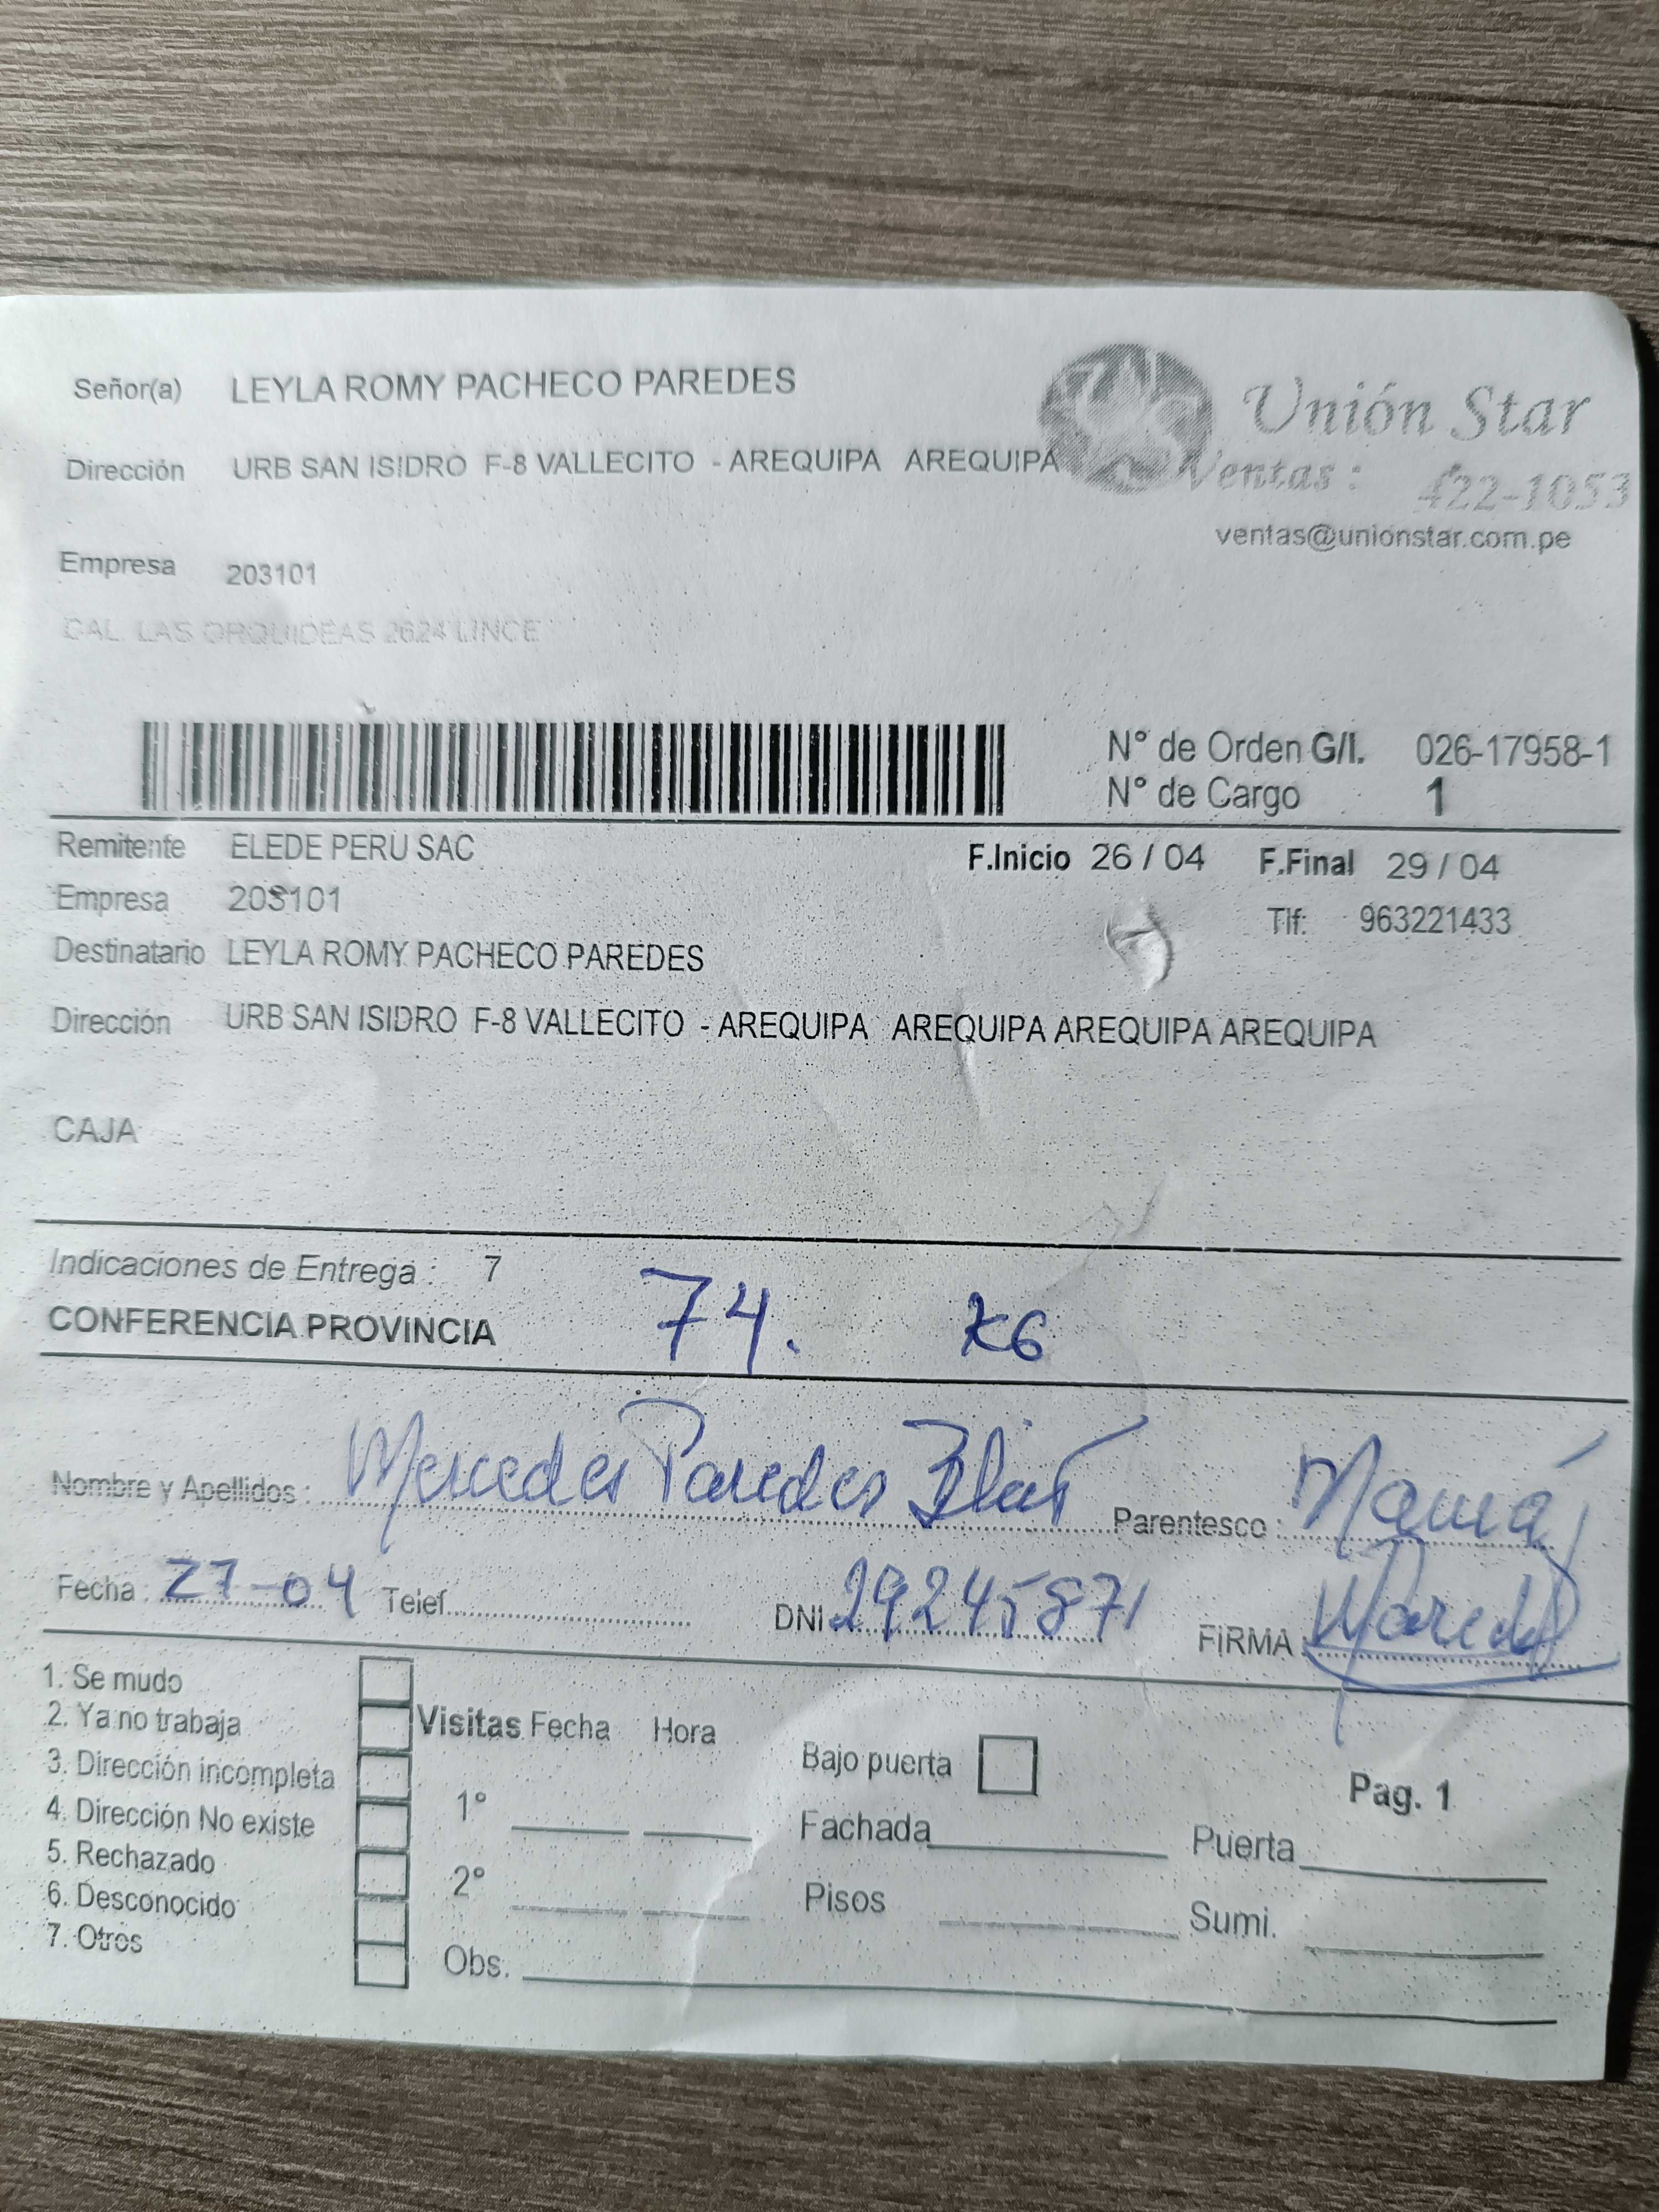 Señor(a) LEYLA ROMY PACHECO PAREDES
Unión Star
Dirección URB SAN ISIDRO F-8 VALLECITO - AREQUIPA AREQUIPA
Ventas : 422-1053
ventas@unionstar.com.pe
Empresa 203101
CAL. LAS ORQUIDEAS 2624 LINCE
N° de Orden G/I. 026-17958-1
N° de Cargo 1
Remitente ELEDE PERU SAC F.Inicio 26 / 04 F.Final 29 / 04
Empresa 203101 Tlf: 963221433
Destinatario LEYLA ROMY PACHECO PAREDES
Dirección URB SAN ISIDRO F-8 VALLECITO - AREQUIPA AREQUIPA AREQUIPA AREQUIPA
CAJA
Indicaciones de Entrega : 7
CONFERENCIA PROVINCIA 74. KG
Nombre y Apellidos : Mercedes Paredes Parentesco : Mamá
Fecha : 27-04 Telef. DNI 29245871 FIRMA
1. Se mudo
2. Ya no trabaja
3. Dirección incompleta
4. Dirección No existe
5. Rechazado
6. Desconocido
7. Otros
Visitas Fecha Hora
1°
2°
Obs.
Bajo puerta
Pag. 1
Fachada Puerta
Pisos Sumi.